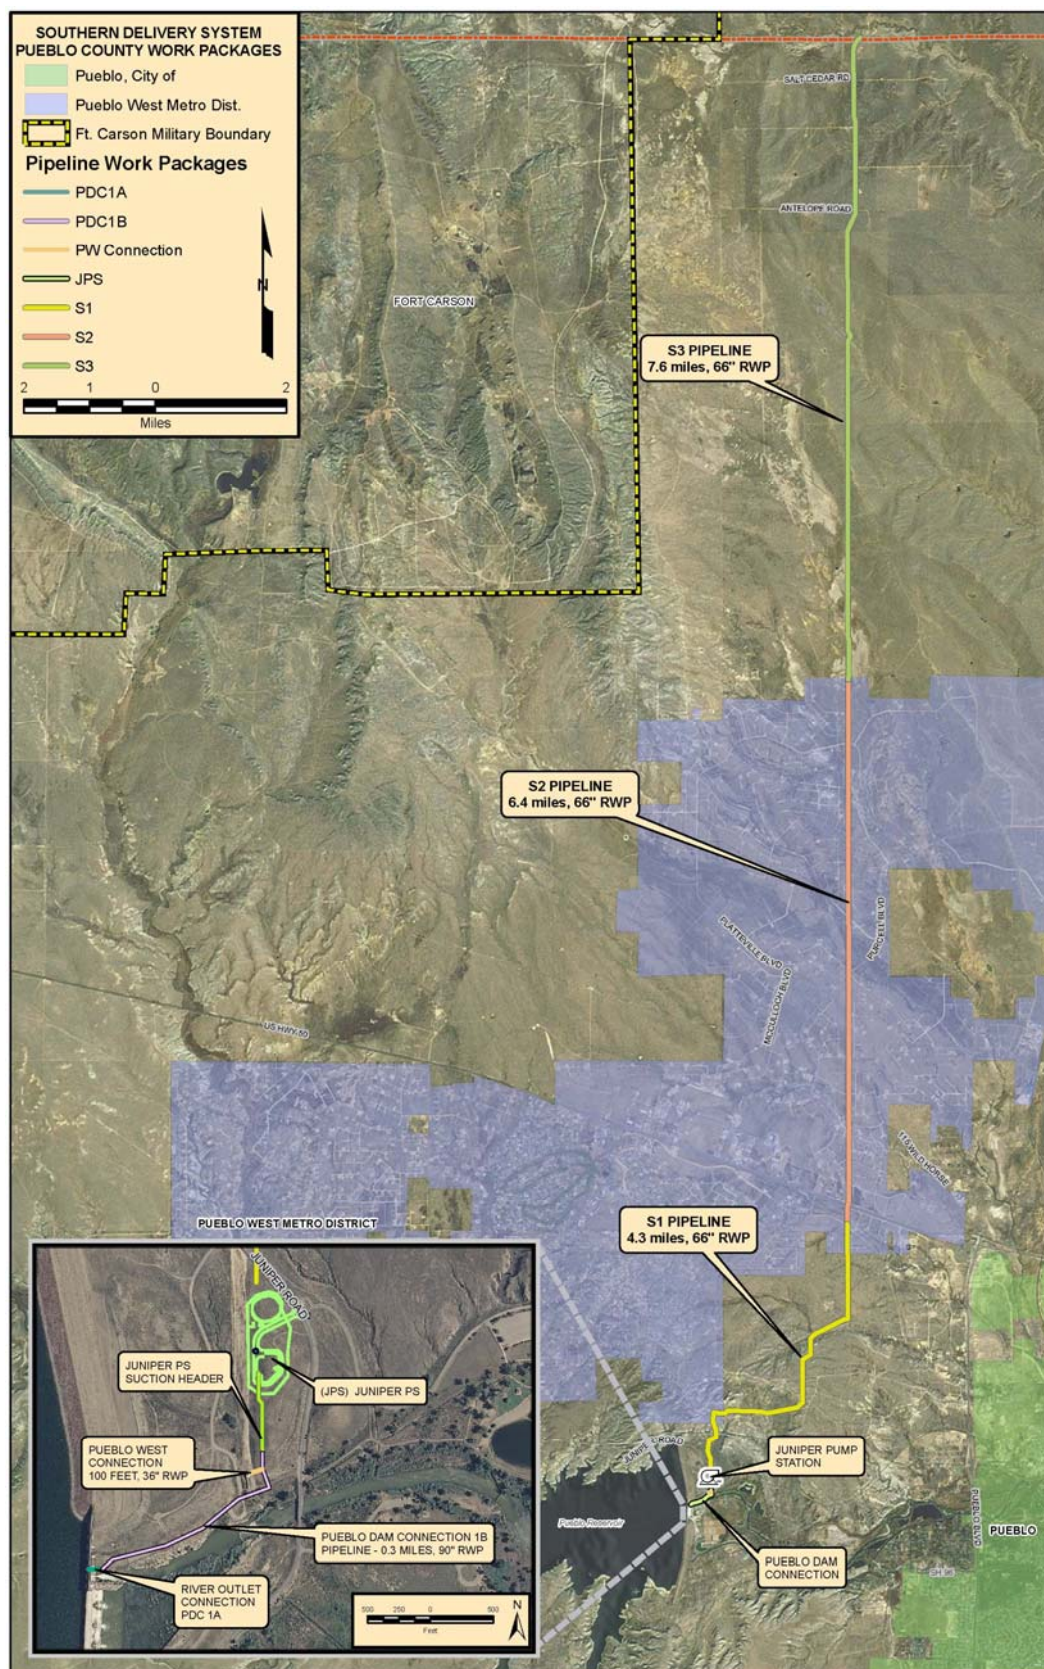 SOUTHERN DELIVERY SYSTEM
PUEBLO COUNTY WORK PACKAGES
Pueblo, City of
Pueblo West Metro Dist.
Ft. Carson Military Boundary
Pipeline Work Packages
PDC1A
PDC1B
PW Connection
JPS
S1
S2
S3
N
2 1 0 2
Miles
SALT CEDAR RD
ANTELOPE ROAD
FORT CARSON
S3 PIPELINE
7.6 miles, 66" RWP
S2 PIPELINE
6.4 miles, 66" RWP
PURCELL BLVD
PLATTEVILLE BLVD
MCCULLOCH BLVD
US HWY 50
PUEBLO WEST METRO DISTRICT
S1 PIPELINE
4.3 miles, 66" RWP
JUNIPER ROAD
JUNIPER PUMP
STATION
Pueblo Reservoir
PUEBLO DAM
CONNECTION
PUEBLO BLVD
PUEBLO
SH 96
JUNIPER ROAD
JUNIPER PS
SUCTION HEADER
(JPS) JUNIPER PS
PUEBLO WEST
CONNECTION
100 FEET, 36" RWP
PUEBLO DAM CONNECTION 1B
PIPELINE - 0.3 MILES, 90" RWP
RIVER OUTLET
CONNECTION
PDC 1A
500 250 0 500
Feet
N